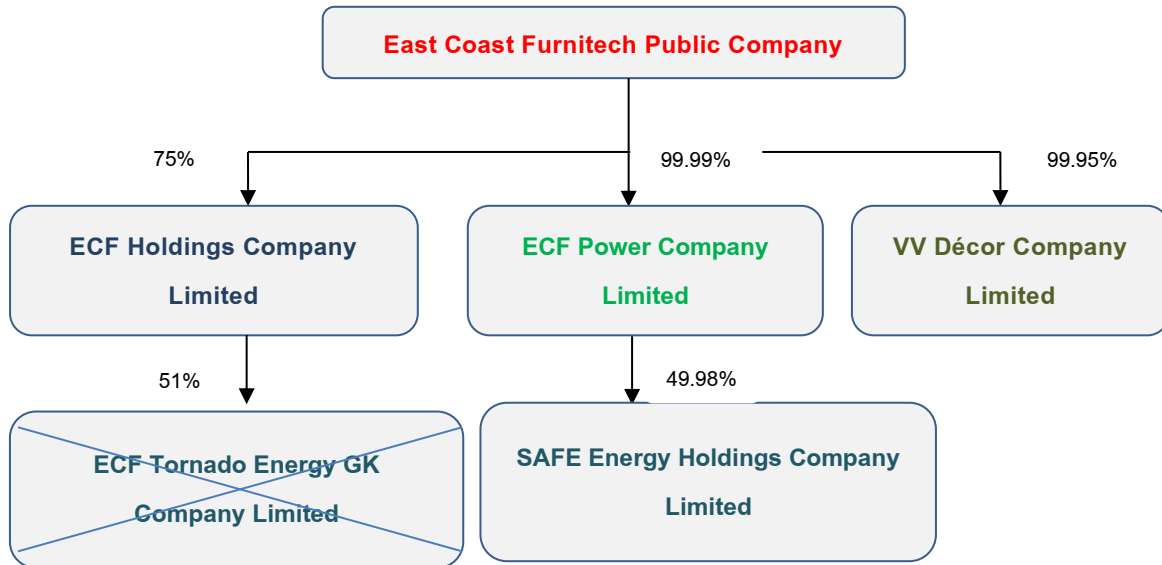 East Coast Furnitech Public Company
75%
99.99%
99.95%
ECF Holdings Company
Limited
ECF Power Company
Limited
VV Décor Company
Limited
51%
49.98%
ECF Tornado Energy GK
Company Limited
SAFE Energy Holdings Company
Limited